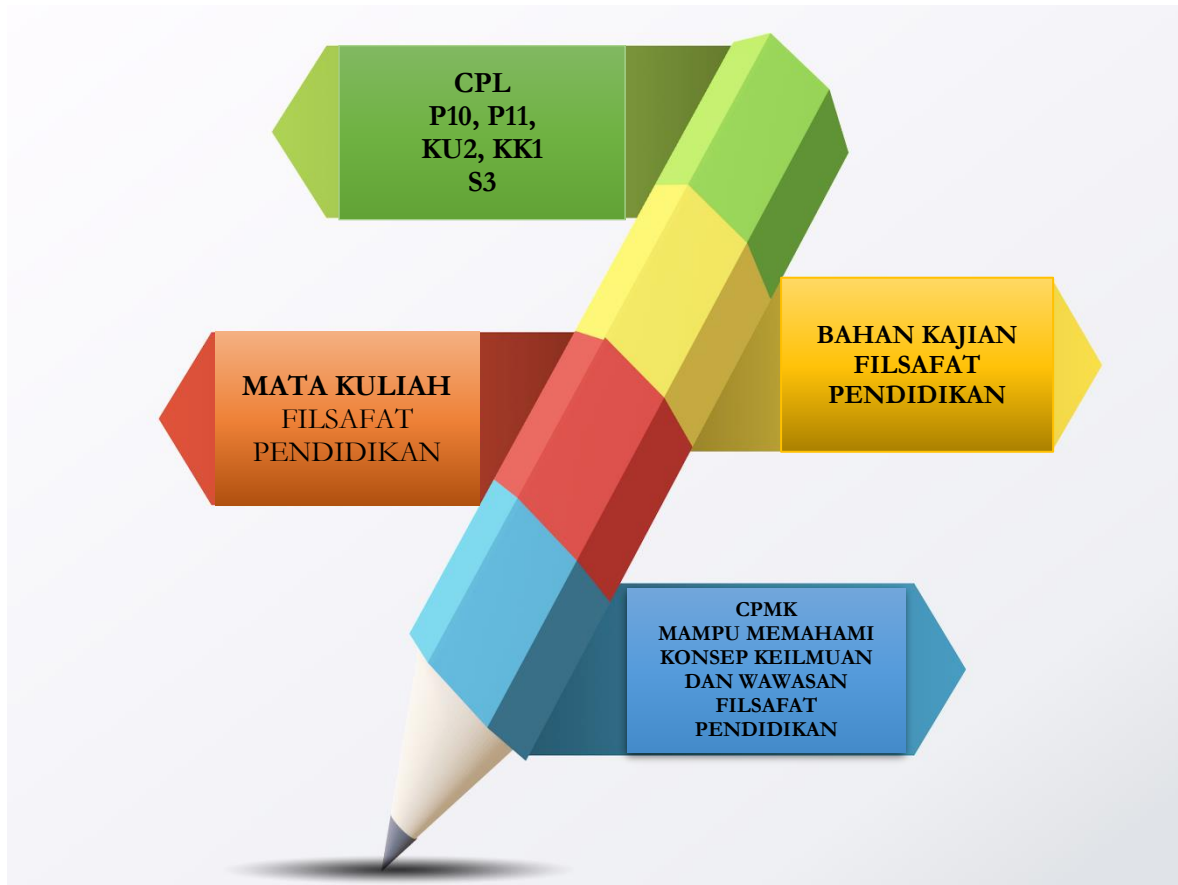 CPL
P10, P11,
KU2, KK1
S3
BAHAN KAJIAN
FILSAFAT
PENDIDIKAN
MATA KULIAH
FILSAFAT
PENDIDIKAN
CPMK
MAMPU MEMAHAMI
KONSEP KEILMUAN
DAN WAWASAN
FILSAFAT
PENDIDIKAN